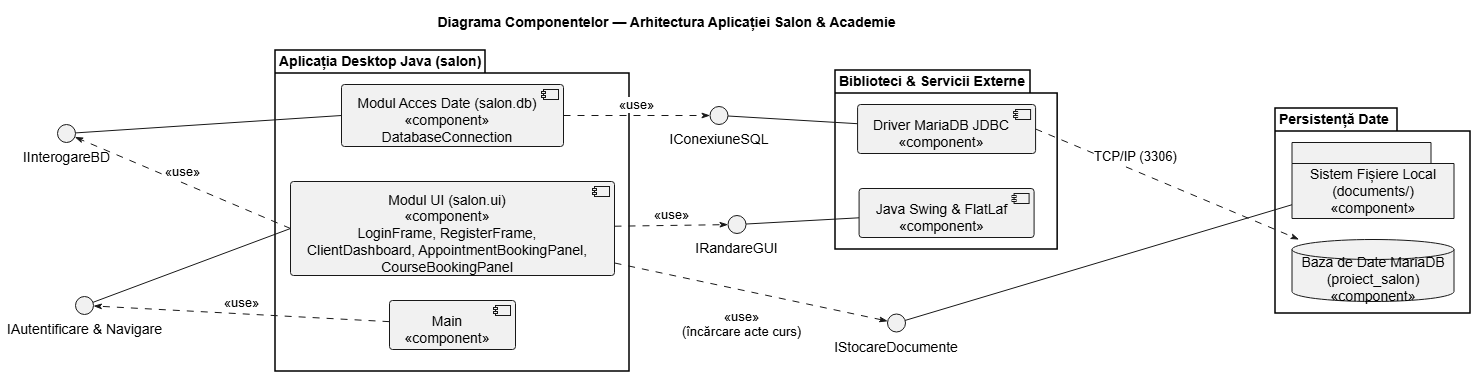 Diagrama Componentelor — Arhitectura Aplicației Salon & Academie
Aplicația Desktop Java (salon)
Modul Acces Date (salon.db)
«component»
DatabaseConnection
IInterogareBD
«use»
Modul UI (salon.ui)
«component»
LoginFrame, RegisterFrame,
ClientDashboard, AppointmentBookingPanel,
CourseBookingPanel
IAutentificare & Navigare
«use»
Main
«component»
«use»
IConexiuneSQL
«use»
IRandareGUI
«use»
(încărcare acte curs)
IStocareDocumente
Biblioteci & Servicii Externe
Driver MariaDB JDBC
«component»
Java Swing & FlatLaf
«component»
TCP/IP (3306)
Persistență Date
Sistem Fișiere Local
(documents/)
«component»
Baza de Date MariaDB
(proiect_salon)
«component»